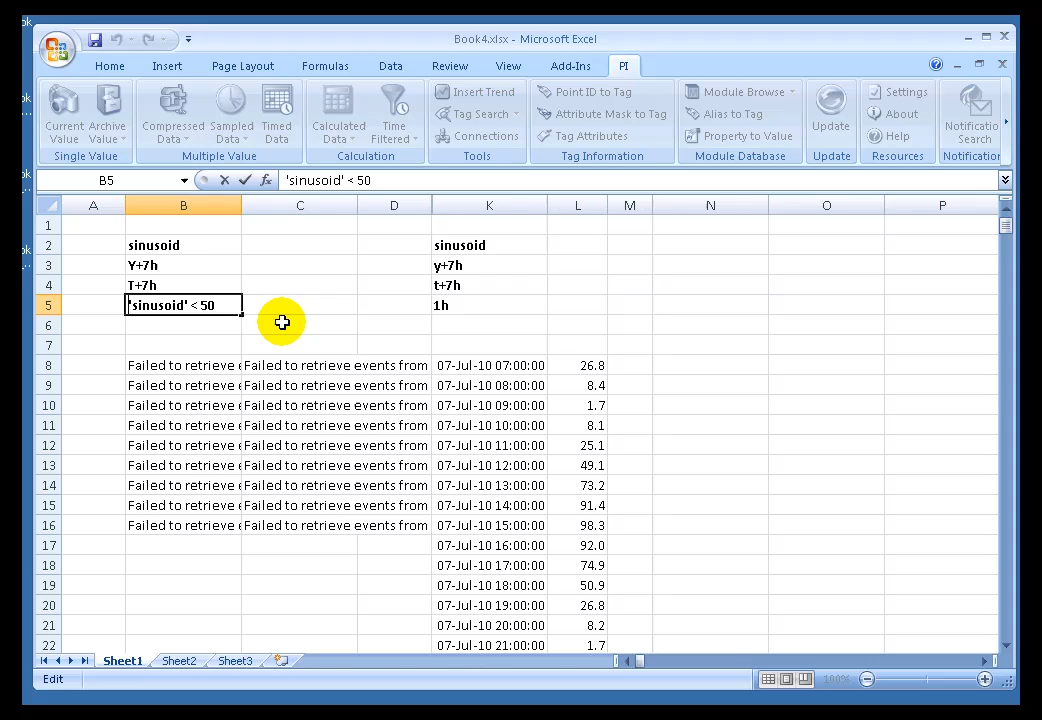 ok
Book4.xlsx - Microsoft Excel
Home Insert Page Layout Formulas Data Review View Add-Ins PI
Current Value Archive Value Compressed Data Sampled Data Timed Data Calculated Data Time Filtered Insert Trend Tag Search Connections Point ID to Tag Attribute Mask to Tag Tag Attributes Module Browse Alias to Tag Property to Value Update Settings About Help Notificatio Search
Single Value Multiple Value Calculation Tools Tag Information Module Database Update Resources Notification
B5 fx 'sinusoid' < 50
A B C D K L M N O P
1
2 sinusoid sinusoid
3 Y+7h y+7h
4 T+7h t+7h
5 'sinusoid' < 50 1h
6
7
8 Failed to retrieve e Failed to retrieve events from 07-Jul-10 07:00:00 26.8
9 Failed to retrieve e Failed to retrieve events from 07-Jul-10 08:00:00 8.4
10 Failed to retrieve e Failed to retrieve events from 07-Jul-10 09:00:00 1.7
11 Failed to retrieve e Failed to retrieve events from 07-Jul-10 10:00:00 8.1
12 Failed to retrieve e Failed to retrieve events from 07-Jul-10 11:00:00 25.1
13 Failed to retrieve e Failed to retrieve events from 07-Jul-10 12:00:00 49.1
14 Failed to retrieve e Failed to retrieve events from 07-Jul-10 13:00:00 73.2
15 Failed to retrieve e Failed to retrieve events from 07-Jul-10 14:00:00 91.4
16 Failed to retrieve e Failed to retrieve events from 07-Jul-10 15:00:00 98.3
17 07-Jul-10 16:00:00 92.0
18 07-Jul-10 17:00:00 74.9
19 07-Jul-10 18:00:00 50.9
20 07-Jul-10 19:00:00 26.8
21 07-Jul-10 20:00:00 8.2
22 07-Jul-10 21:00:00 1.7
Sheet1 Sheet2 Sheet3
Edit 100%